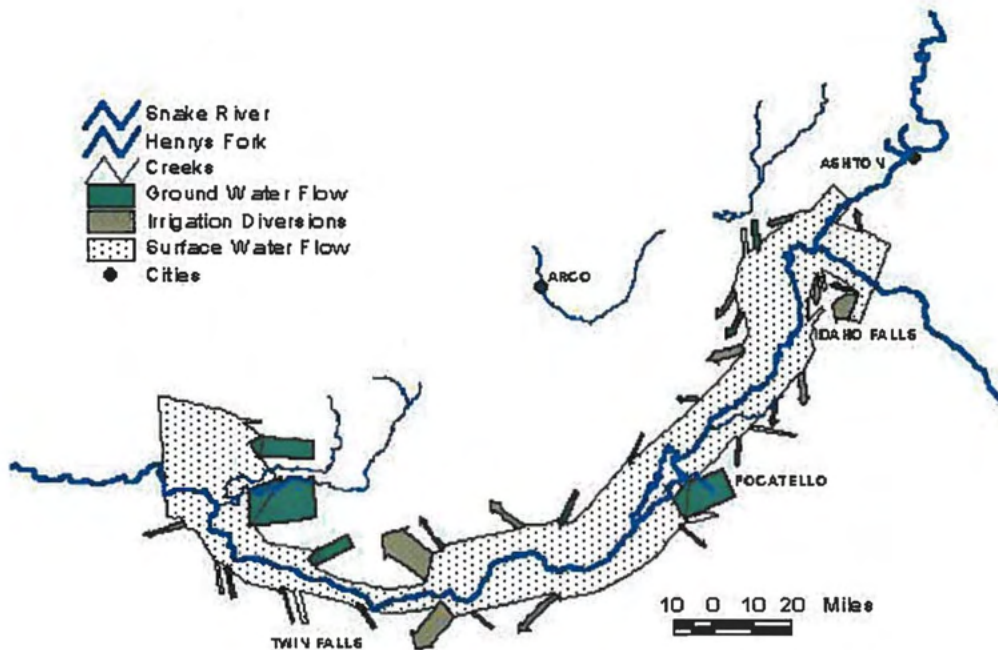 Snake River
Henrys Fork
Creeks
Ground Water Flow
Irrigation Diversions
Surface Water Flow
Cities
ASHTON
ARCO
IDAHO FALLS
POCATELLO
10 0 10 20 Miles
TWIN FALLS